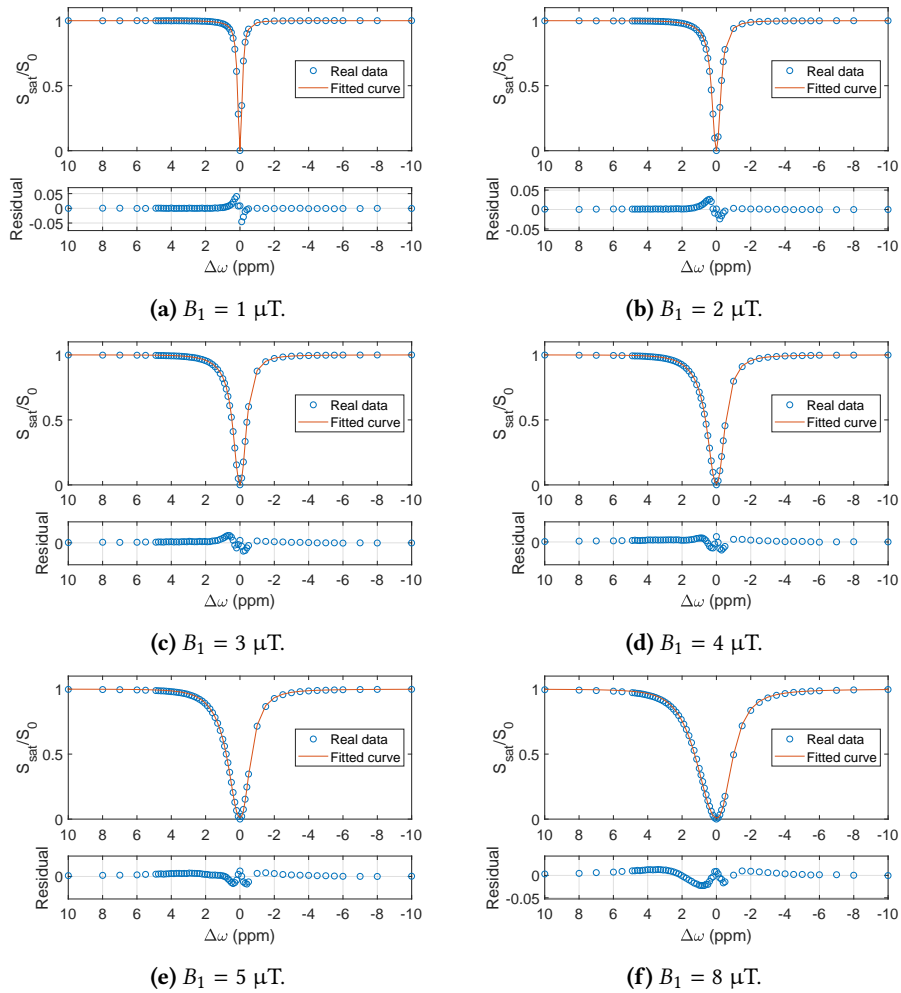 1
0.5
0
S_sat/S_0
Real data
Fitted curve
10 8 6 4 2 0 -2 -4 -6 -8 -10
0.05
0
-0.05
Residual
10 8 6 4 2 0 -2 -4 -6 -8 -10
Δω (ppm)
(a) B₁ = 1 μT.
1
0.5
0
S_sat/S_0
Real data
Fitted curve
10 8 6 4 2 0 -2 -4 -6 -8 -10
0.05
0
-0.05
Residual
10 8 6 4 2 0 -2 -4 -6 -8 -10
Δω (ppm)
(b) B₁ = 2 μT.
1
0.5
0
S_sat/S_0
Real data
Fitted curve
10 8 6 4 2 0 -2 -4 -6 -8 -10
0
Residual
10 8 6 4 2 0 -2 -4 -6 -8 -10
Δω (ppm)
(c) B₁ = 3 μT.
1
0.5
0
S_sat/S_0
Real data
Fitted curve
10 8 6 4 2 0 -2 -4 -6 -8 -10
0
Residual
10 8 6 4 2 0 -2 -4 -6 -8 -10
Δω (ppm)
(d) B₁ = 4 μT.
1
0.5
0
S_sat/S_0
Real data
Fitted curve
10 8 6 4 2 0 -2 -4 -6 -8 -10
0
Residual
10 8 6 4 2 0 -2 -4 -6 -8 -10
Δω (ppm)
(e) B₁ = 5 μT.
1
0.5
0
S_sat/S_0
Real data
Fitted curve
10 8 6 4 2 0 -2 -4 -6 -8 -10
0
-0.05
Residual
10 8 6 4 2 0 -2 -4 -6 -8 -10
Δω (ppm)
(f) B₁ = 8 μT.